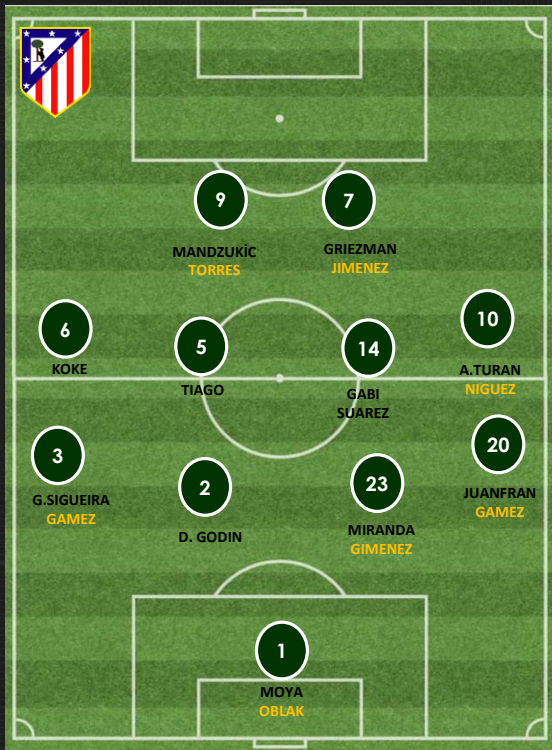 9
7
MANDZUKİC
TORRES
GRIEZMAN
JIMENEZ
6
5
14
10
KOKE
TIAGO
GABI
SUAREZ
A.TURAN
NIGUEZ
3
2
23
20
G.SIGUEIRA
GAMEZ
D. GODIN
MIRANDA
GIMENEZ
JUANFRAN
GAMEZ
1
MOYA
OBLAK